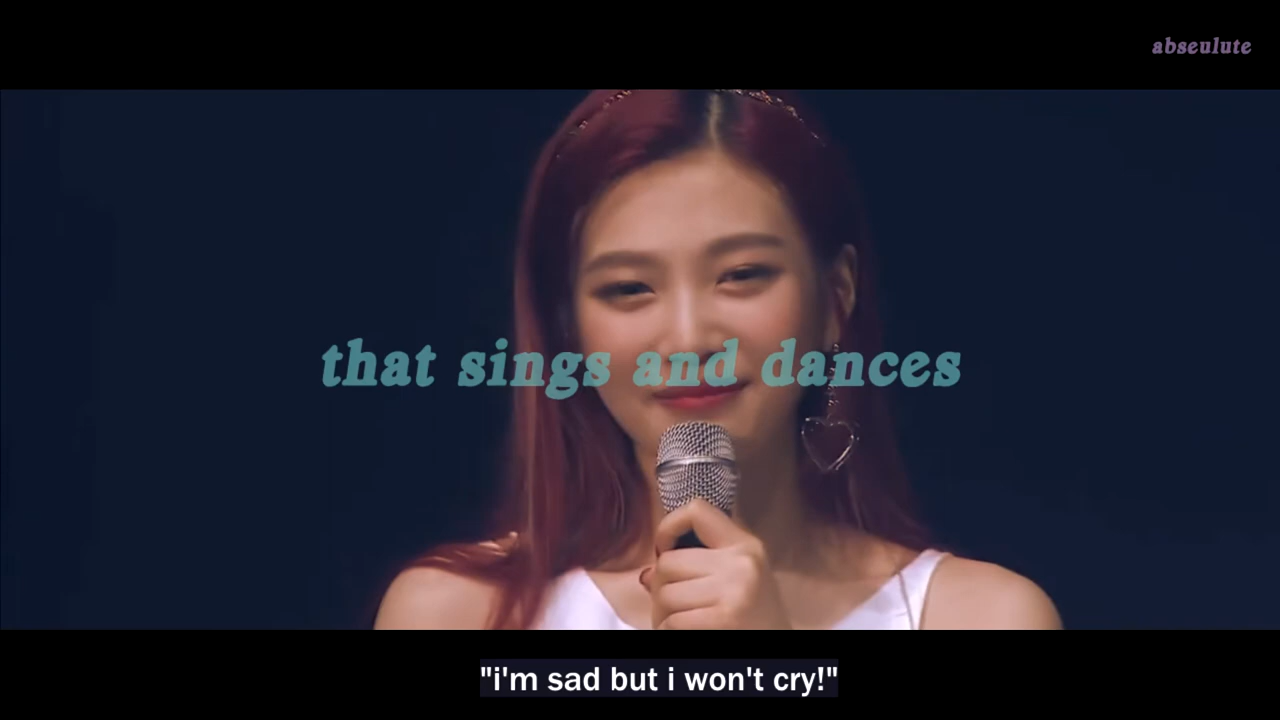 abseulute
that sings and dances
"i'm sad but i won't cry!"